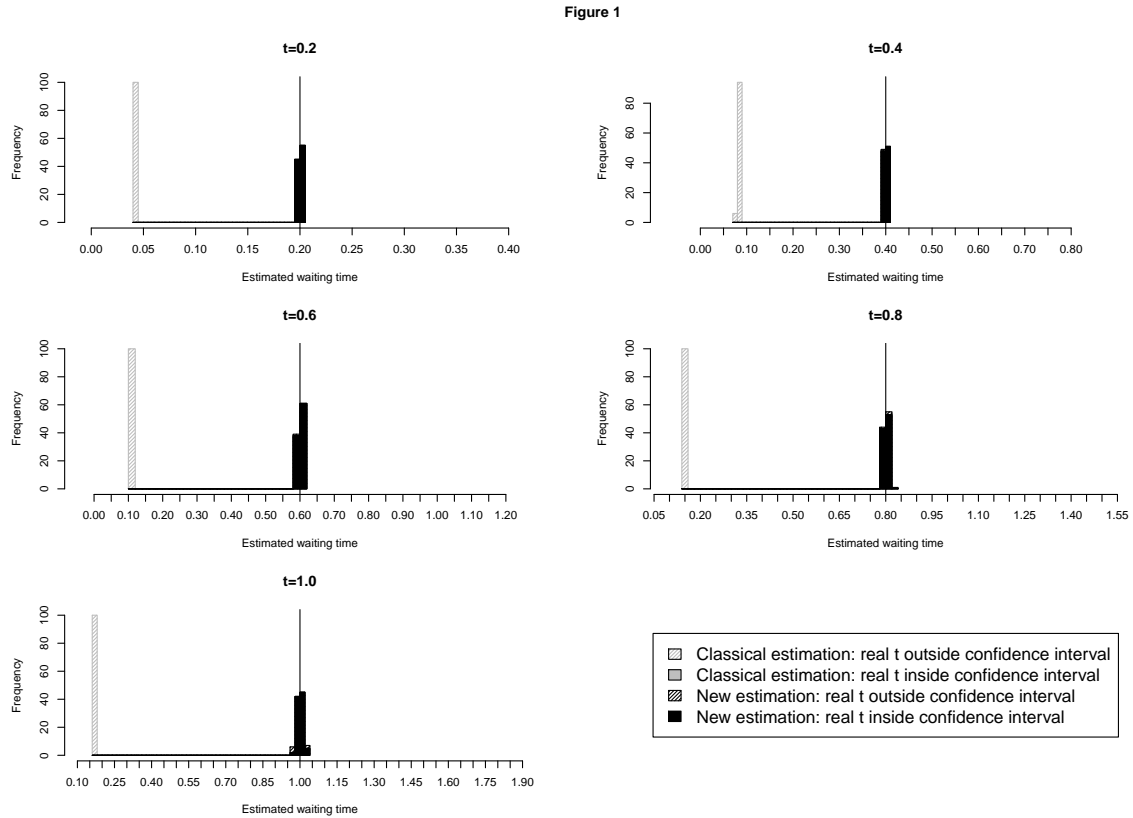 Figure 1
t=0.2
Frequency
0 20 40 60 80 100
0.00 0.05 0.10 0.15 0.20 0.25 0.30 0.35 0.40
Estimated waiting time
t=0.4
Frequency
0 20 40 60 80
0.00 0.10 0.20 0.30 0.40 0.50 0.60 0.70 0.80
Estimated waiting time
t=0.6
Frequency
0 20 40 60 80 100
0.00 0.10 0.20 0.30 0.40 0.50 0.60 0.70 0.80 0.90 1.00 1.10 1.20
Estimated waiting time
t=0.8
Frequency
0 20 40 60 80 100
0.05 0.20 0.35 0.50 0.65 0.80 0.95 1.10 1.25 1.40 1.55
Estimated waiting time
t=1.0
Frequency
0 20 40 60 80 100
0.10 0.25 0.40 0.55 0.70 0.85 1.00 1.15 1.30 1.45 1.60 1.75 1.90
Estimated waiting time
Classical estimation: real t outside confidence interval
Classical estimation: real t inside confidence interval
New estimation: real t outside confidence interval
New estimation: real t inside confidence interval